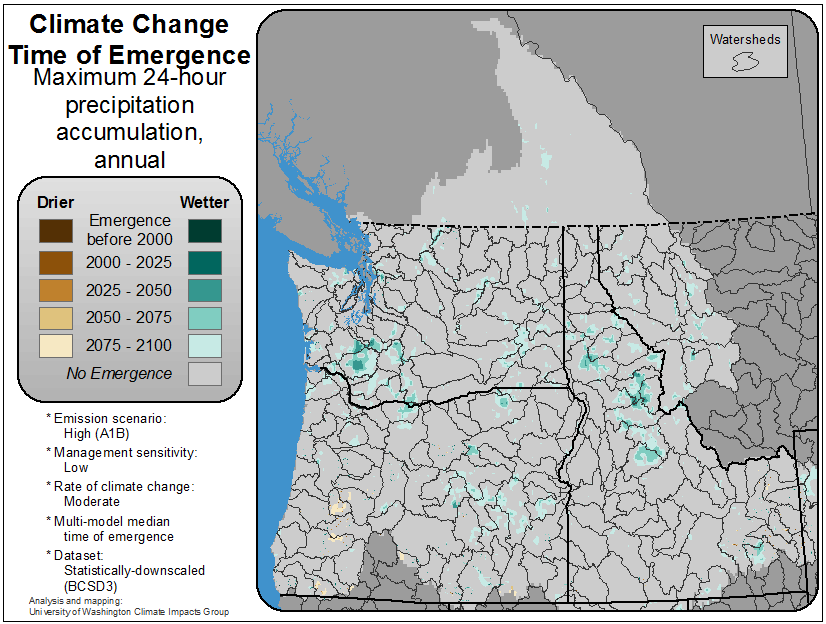 Climate Change
Time of Emergence
Maximum 24-hour
precipitation
accumulation,
annual
Watersheds
Drier Wetter
Emergence
before 2000
2000 - 2025
2025 - 2050
2050 - 2075
2075 - 2100
No Emergence
* Emission scenario:
High (A1B)
* Management sensitivity:
Low
* Rate of climate change:
Moderate
* Multi-model median
time of emergence
* Dataset:
Statistically-downscaled
(BCSD3)
Analysis and mapping:
University of Washington Climate Impacts Group